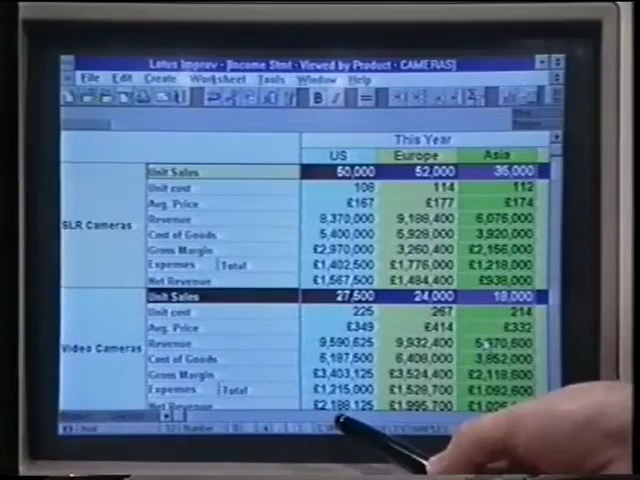 Lotus Improv - [Income Stmt - Viewed by Product - CAMERAS]
File Edit Create Worksheet Tools Window Help
This Year
US Europe Asia
Unit Sales 50,000 52,000 35,000
Unit cost 108 114 112
Avg. Price £167 £177 £174
Revenue 8,370,000 9,188,400 6,076,000
SLR Cameras Cost of Goods 5,400,000 5,928,000 3,920,000
Gross Margin £2,970,000 3,260,400 £2,156,000
Expenses Total £1,402,500 £1,776,000 £1,218,000
Net Revenue £1,567,500 £1,484,400 £938,000
Unit Sales 27,500 24,000 18,000
Unit cost 225 267 214
Avg. Price £349 £414 £332
Revenue 9,590,625 9,932,400 5,970,600
Video Cameras Cost of Goods 6,187,500 6,408,000 3,852,000
Gross Margin £3,403,125 £3,524,400 £2,118,600
Expenses Total £1,215,000 £1,528,700 £1,092,600
Net Revenue £2,188,125 £1,995,700